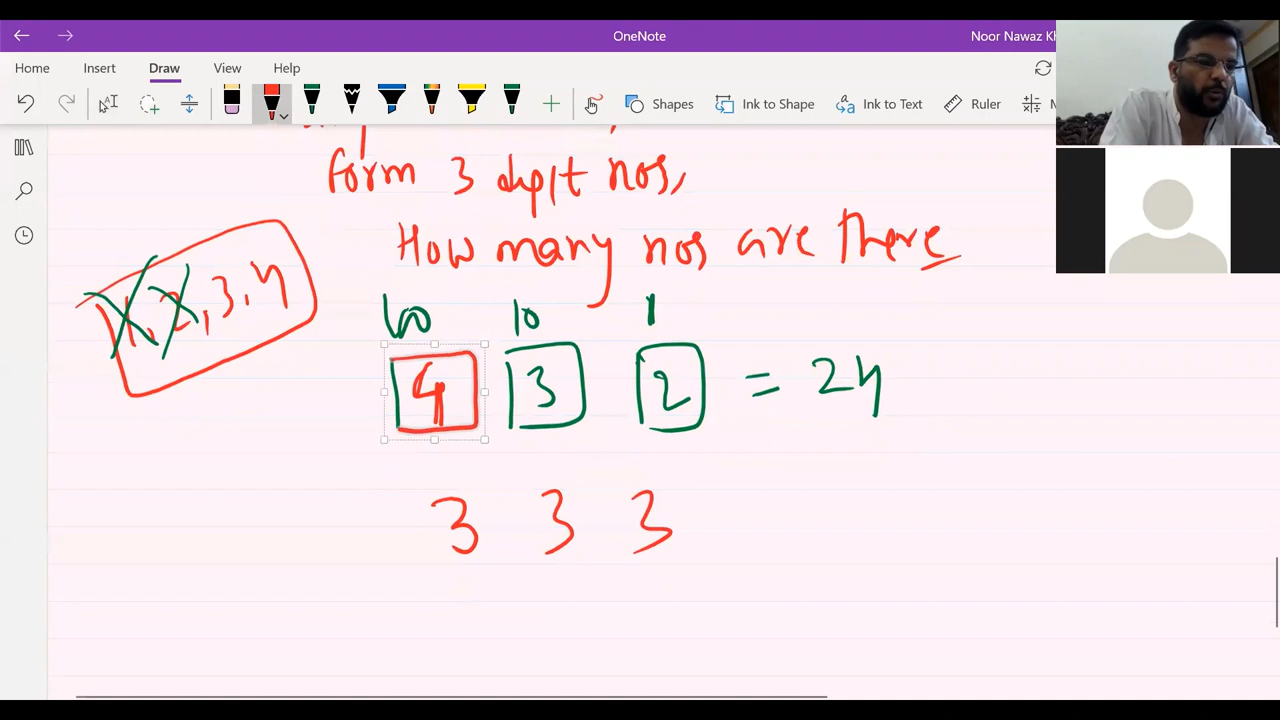 OneNote
Noor Nawaz Kh
Home Insert Draw View Help
Shapes Ink to Shape Ink to Text Ruler M
form 3 digit nos,
How many nos are there
1, 2, 3, 4
100 10 1
4 3 2 = 24
3 3 3